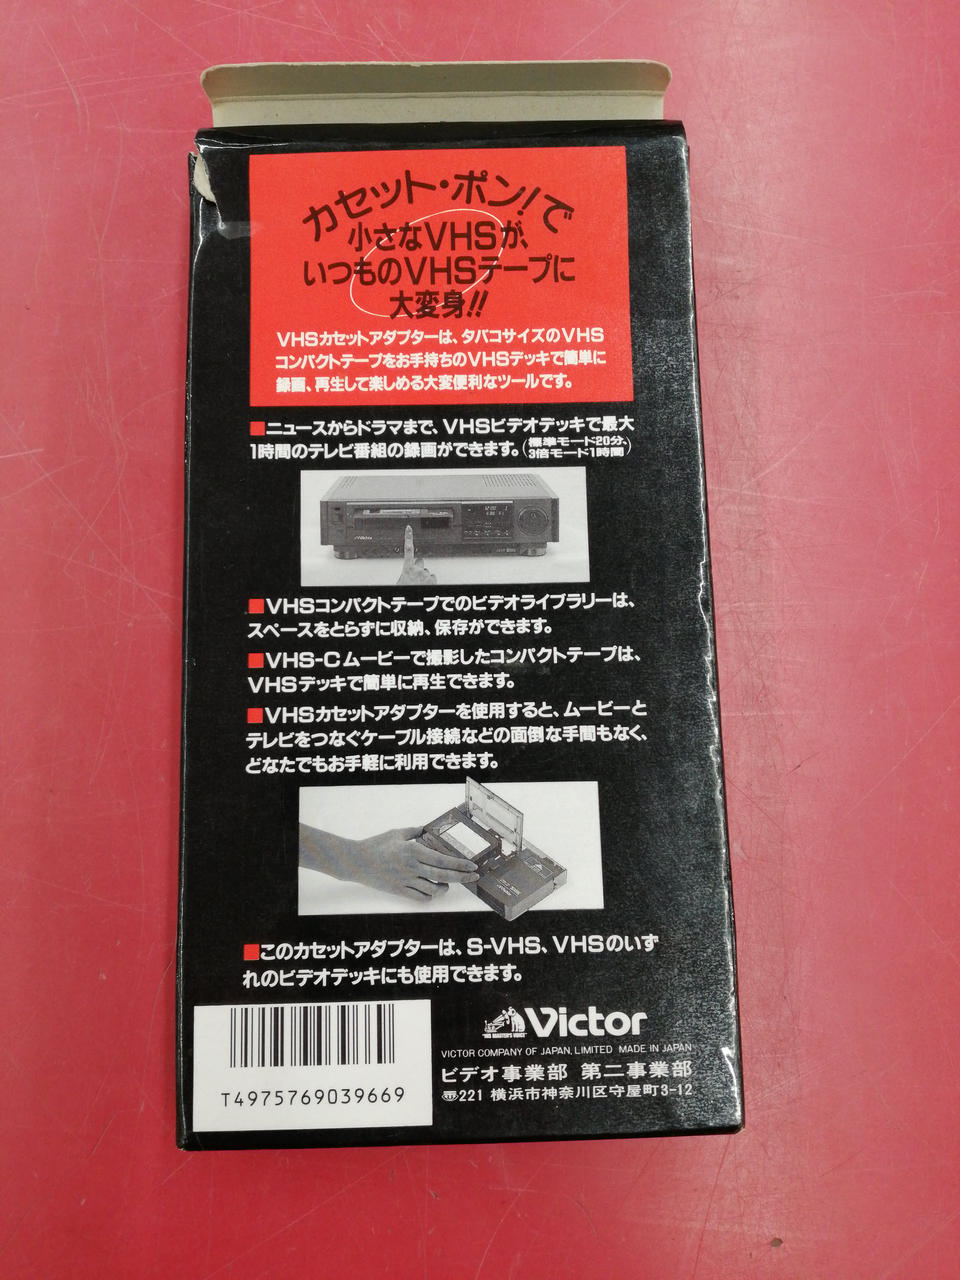 カセット・ポン!で
小さなVHSが、
いつものVHSテープに
大変身!!
VHSカセットアダプターは、タバコサイズのVHS
コンパクトテープをお手持ちのVHSデッキで簡単に
録画、再生して楽しめる大変便利なツールです。
■ニュースからドラマまで、VHSビデオデッキで最大
1時間のテレビ番組の録画ができます。(標準モード20分、3倍モード1時間)
■VHSコンパクトテープでのビデオライブラリーは、
スペースをとらずに収納、保存ができます。
■VHS-Cムービーで撮影したコンパクトテープは、
VHSデッキで簡単に再生できます。
■VHSカセットアダプターを使用すると、ムービーと
テレビをつなぐケーブル接続などの面倒な手間もなく、
どなたでもお手軽に利用できます。
Victor
■このカセットアダプターは、S-VHS、VHSのいず
れのビデオデッキにも使用できます。
"HIS MASTER'S VOICE"
Victor
VICTOR COMPANY OF JAPAN, LIMITED MADE IN JAPAN
ビデオ事業部 第二事業部
221 横浜市神奈川区守屋町3-12
T4975769039669